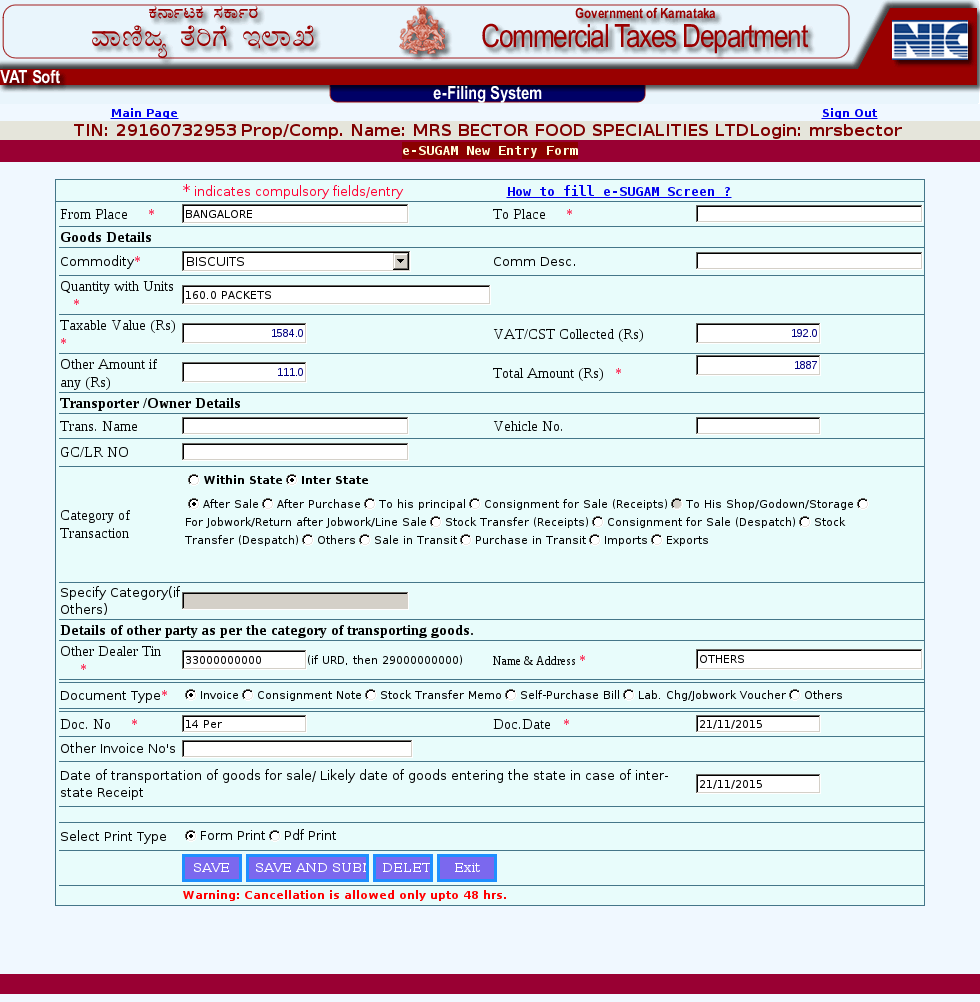 ಕರ್ನಾಟಕ ಸರ್ಕಾರ
ವಾಣಿಜ್ಯ ತೆರಿಗೆ ಇಲಾಖೆ
Government of Karnataka
Commercial Taxes Department
NIC
VAT Soft
e-Filing System
Main Page Sign Out
TIN: 29160732953 Prop/Comp. Name: MRS BECTOR FOOD SPECIALITIES LTDLogin: mrsbector
e-SUGAM New Entry Form
* indicates compulsory fields/entry How to fill e-SUGAM Screen ?
From Place * BANGALORE To Place *
Goods Details
Commodity* BISCUITS Comm Desc.
Quantity with Units * 160.0 PACKETS
Taxable Value (Rs) * 1584.0 VAT/CST Collected (Rs) 192.0
Other Amount if any (Rs) 111.0 Total Amount (Rs) * 1887
Transporter /Owner Details
Trans. Name Vehicle No.
GC/LR NO
Within State Inter State
Category of Transaction
After Sale After Purchase To his principal Consignment for Sale (Receipts) To His Shop/Godown/Storage
For Jobwork/Return after Jobwork/Line Sale Stock Transfer (Receipts) Consignment for Sale (Despatch) Stock
Transfer (Despatch) Others Sale in Transit Purchase in Transit Imports Exports
Specify Category(if Others)
Details of other party as per the category of transporting goods.
Other Dealer Tin * 33000000000 (if URD, then 29000000000) Name & Address * OTHERS
Document Type* Invoice Consignment Note Stock Transfer Memo Self-Purchase Bill Lab. Chg/Jobwork Voucher Others
Doc. No * 14 Per Doc.Date * 21/11/2015
Other Invoice No's
Date of transportation of goods for sale/ Likely date of goods entering the state in case of inter-
state Receipt 21/11/2015
Select Print Type Form Print Pdf Print
SAVE SAVE AND SUBI DELET Exit
Warning: Cancellation is allowed only upto 48 hrs.